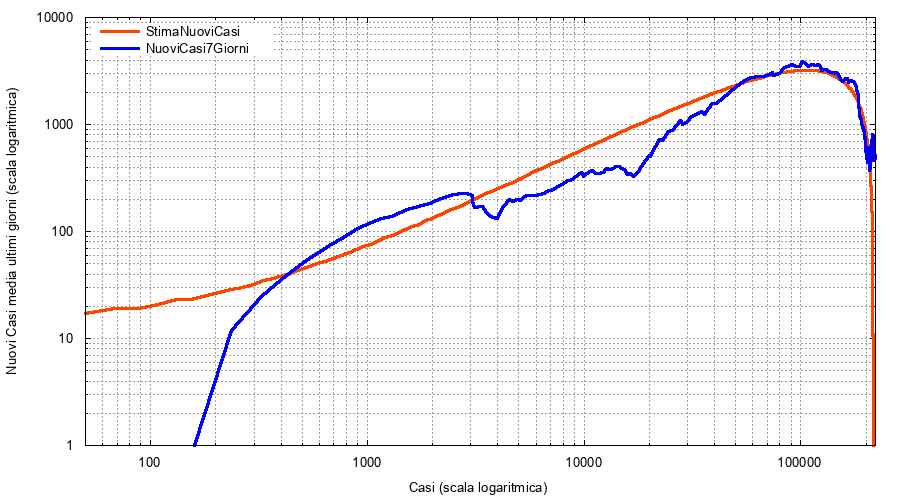 10000
1000
100
10
1
StimaNuoviCasi
NuoviCasi7Giorni
Nuovi Casi media ultimi giorni (scala logaritmica)
100
1000
10000
100000
Casi (scala logaritmica)